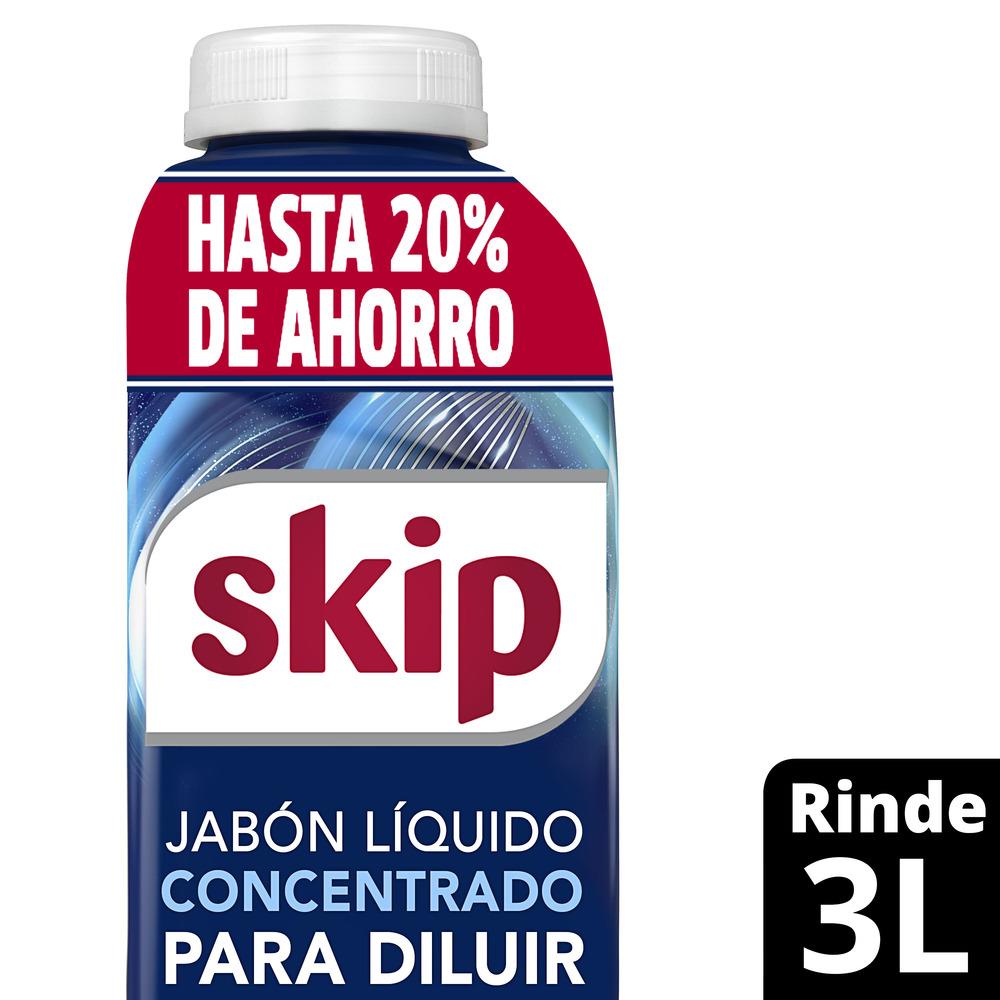 HASTA 20%
DE AHORRO
skip
JABÓN LÍQUIDO
CONCENTRADO
PARA DILUIR
Rinde
3L